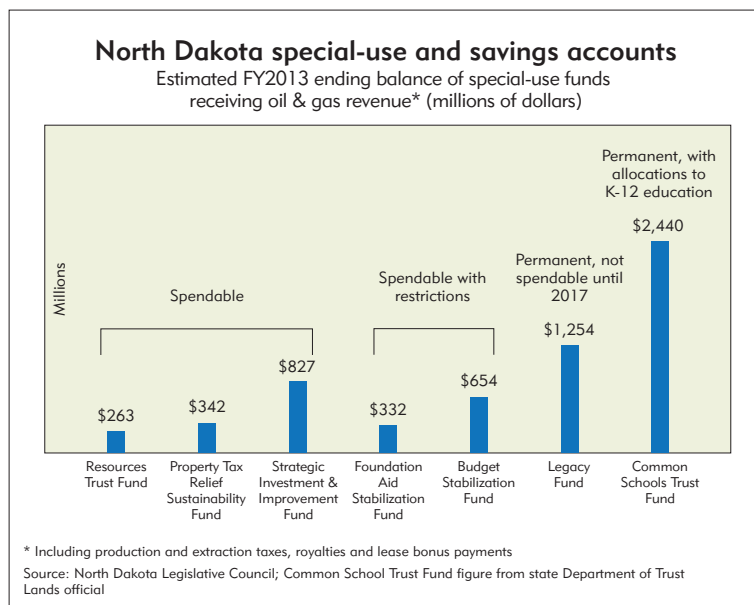 North Dakota special-use and savings accounts
Estimated FY2013 ending balance of special-use funds
receiving oil & gas revenue* (millions of dollars)
Millions
Spendable
Spendable with
restrictions
Permanent, not
spendable until
2017
Permanent, with
allocations to
K-12 education
$263
$342
$827
$332
$654
$1,254
$2,440
Resources
Trust Fund
Property Tax
Relief
Sustainability
Fund
Strategic
Investment &
Improvement
Fund
Foundation
Aid
Stabilization
Fund
Budget
Stabilization
Fund
Legacy
Fund
Common
Schools Trust
Fund
* Including production and extraction taxes, royalties and lease bonus payments
Source: North Dakota Legislative Council; Common School Trust Fund figure from state Department of Trust
Lands official